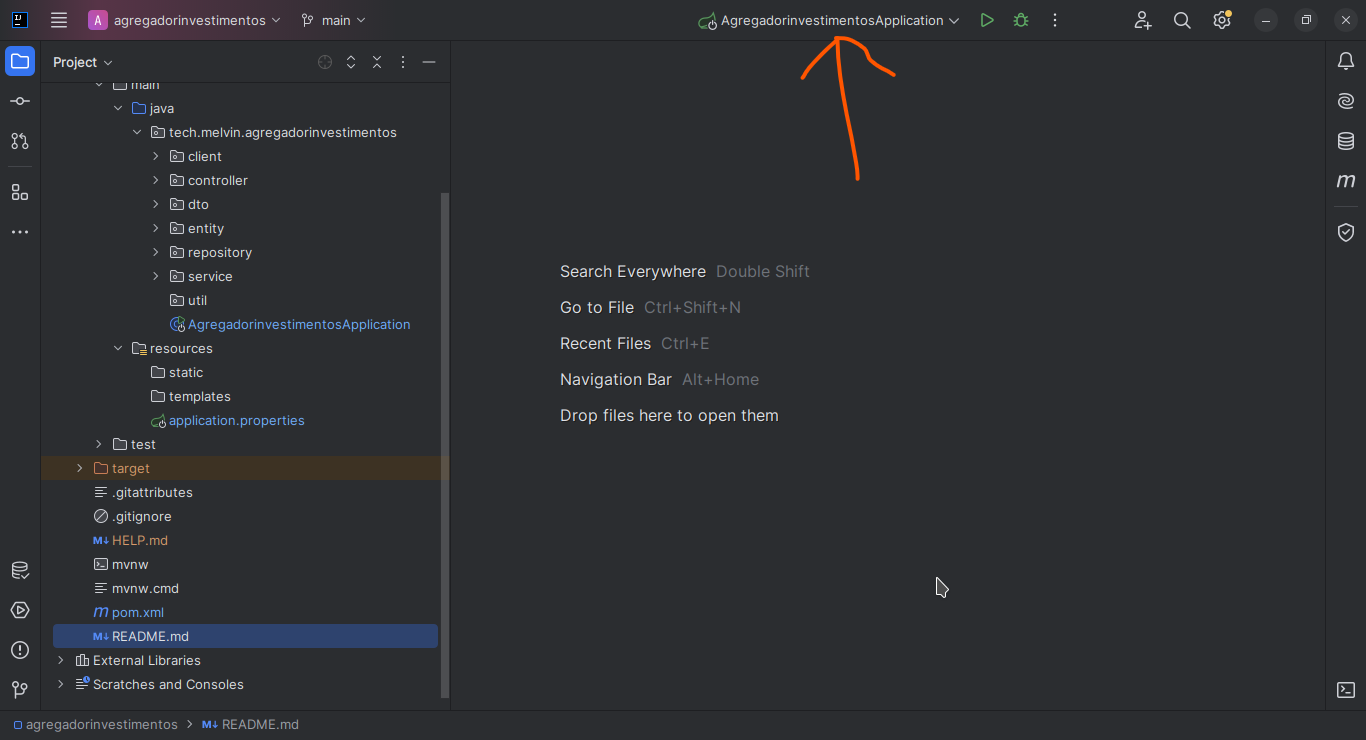 IJ
A agregadorinvestimentos
main
AgregadorinvestimentosApplication
Project
main
java
tech.melvin.agregadorinvestimentos
client
controller
dto
entity
repository
service
util
AgregadorinvestimentosApplication
resources
static
templates
application.properties
test
target
.gitattributes
.gitignore
M↓ HELP.md
mvnw
mvnw.cmd
m pom.xml
M↓ README.md
External Libraries
Scratches and Consoles
Search Everywhere Double Shift
Go to File Ctrl+Shift+N
Recent Files Ctrl+E
Navigation Bar Alt+Home
Drop files here to open them
m
agregadorinvestimentos > M↓ README.md